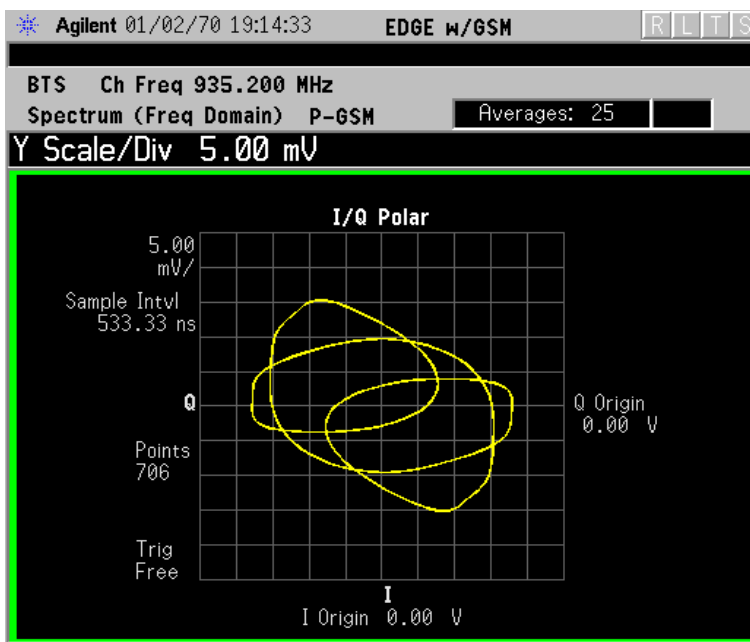 Agilent 01/02/70 19:14:33 EDGE w/GSM R L T S
BTS Ch Freq 935.200 MHz
Spectrum (Freq Domain) P-GSM Averages: 25
Y Scale/Div 5.00 mV
I/Q Polar
5.00
mV/
Sample Intvl
533.33 ns
Q
Q Origin
0.00 V
Points
706
Trig
Free
I
I Origin 0.00 V